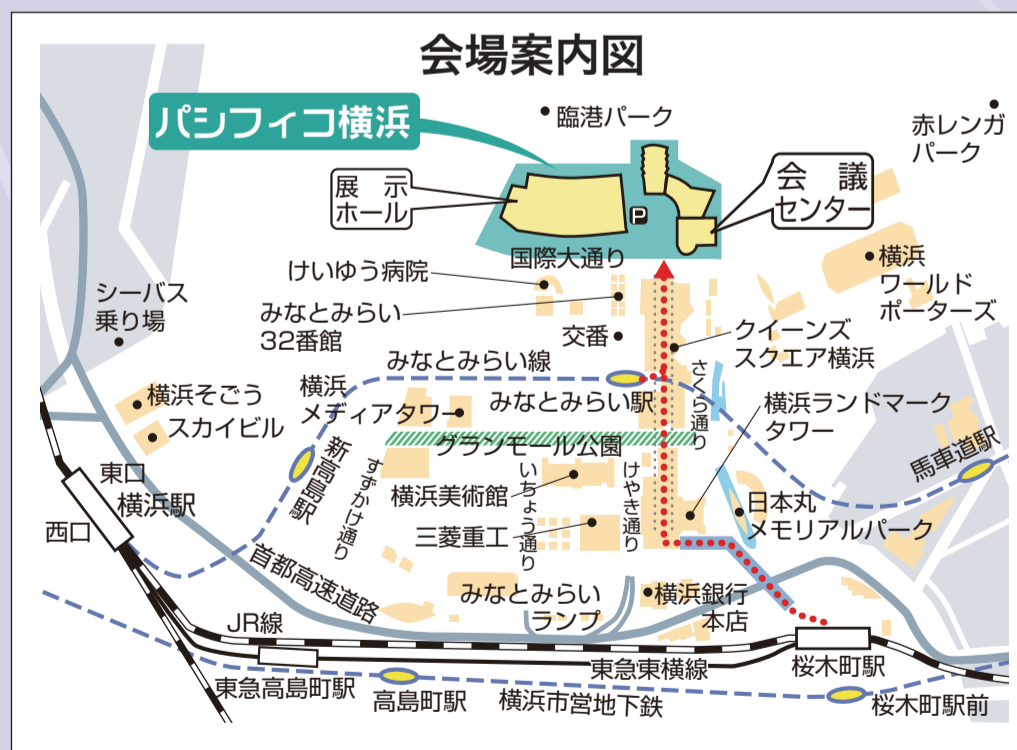 会場案内図
パシフィコ横浜
臨港パーク
赤レンガ
パーク
展示
ホール
P
会議
センター
国際大通り
けいゆう病院
みなとみらい
32番館
交番
シーバス
乗り場
横浜
ワールド
ポーターズ
クイーンズ
スクエア横浜
みなとみらい線
さくら通り
横浜
メディアタワー
みなとみらい駅
横浜そごう
スカイビル
横浜ランドマーク
タワー
グランモール公園
新高島駅
すずかけ通り
いちょう通り
けやき通り
馬車道駅
東口
横浜駅
西口
横浜美術館
三菱重工
日本丸
メモリアルパーク
首都高速道路
みなとみらい
ランプ
横浜銀行
本店
JR線
東急東横線
桜木町駅
東急高島町駅
高島町駅
横浜市営地下鉄
桜木町駅前